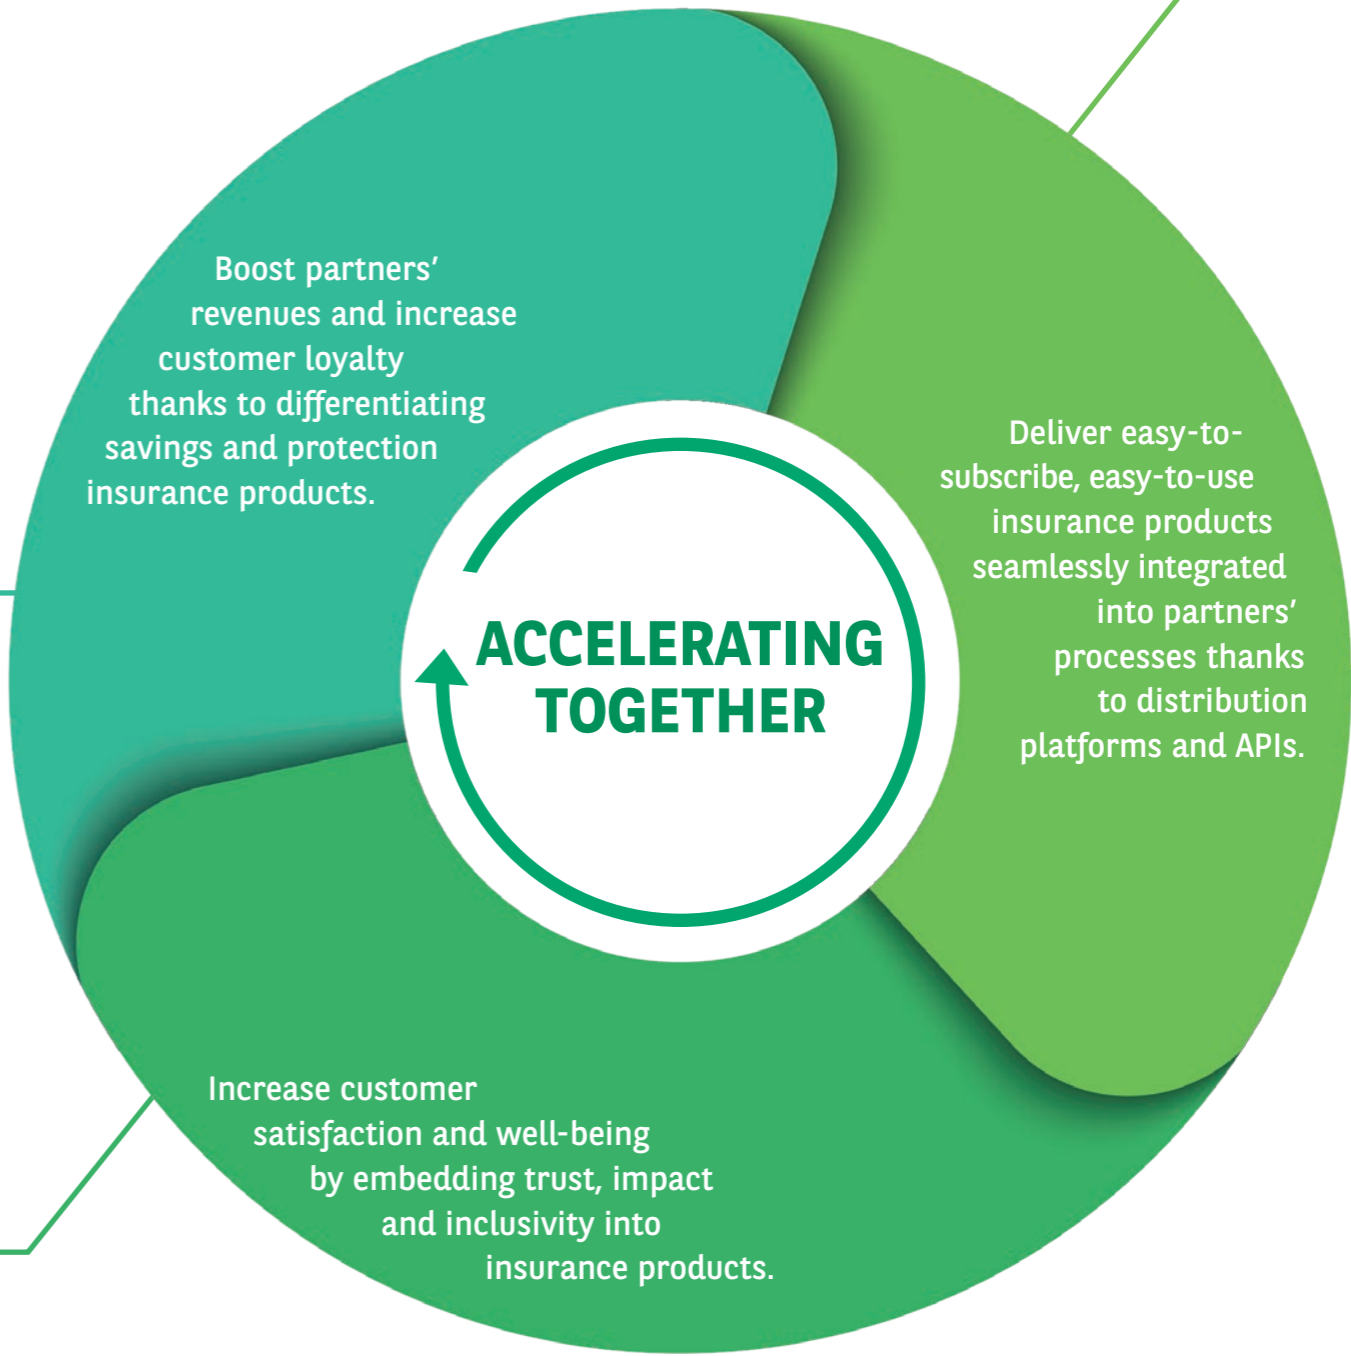 Boost partners’
revenues and increase
customer loyalty
thanks to differentiating
savings and protection
insurance products.
Deliver easy-to-
subscribe, easy-to-use
insurance products
seamlessly integrated
into partners’
processes thanks
to distribution
platforms and APIs.
ACCELERATING
TOGETHER
Increase customer
satisfaction and well-being
by embedding trust, impact
and inclusivity into
insurance products.